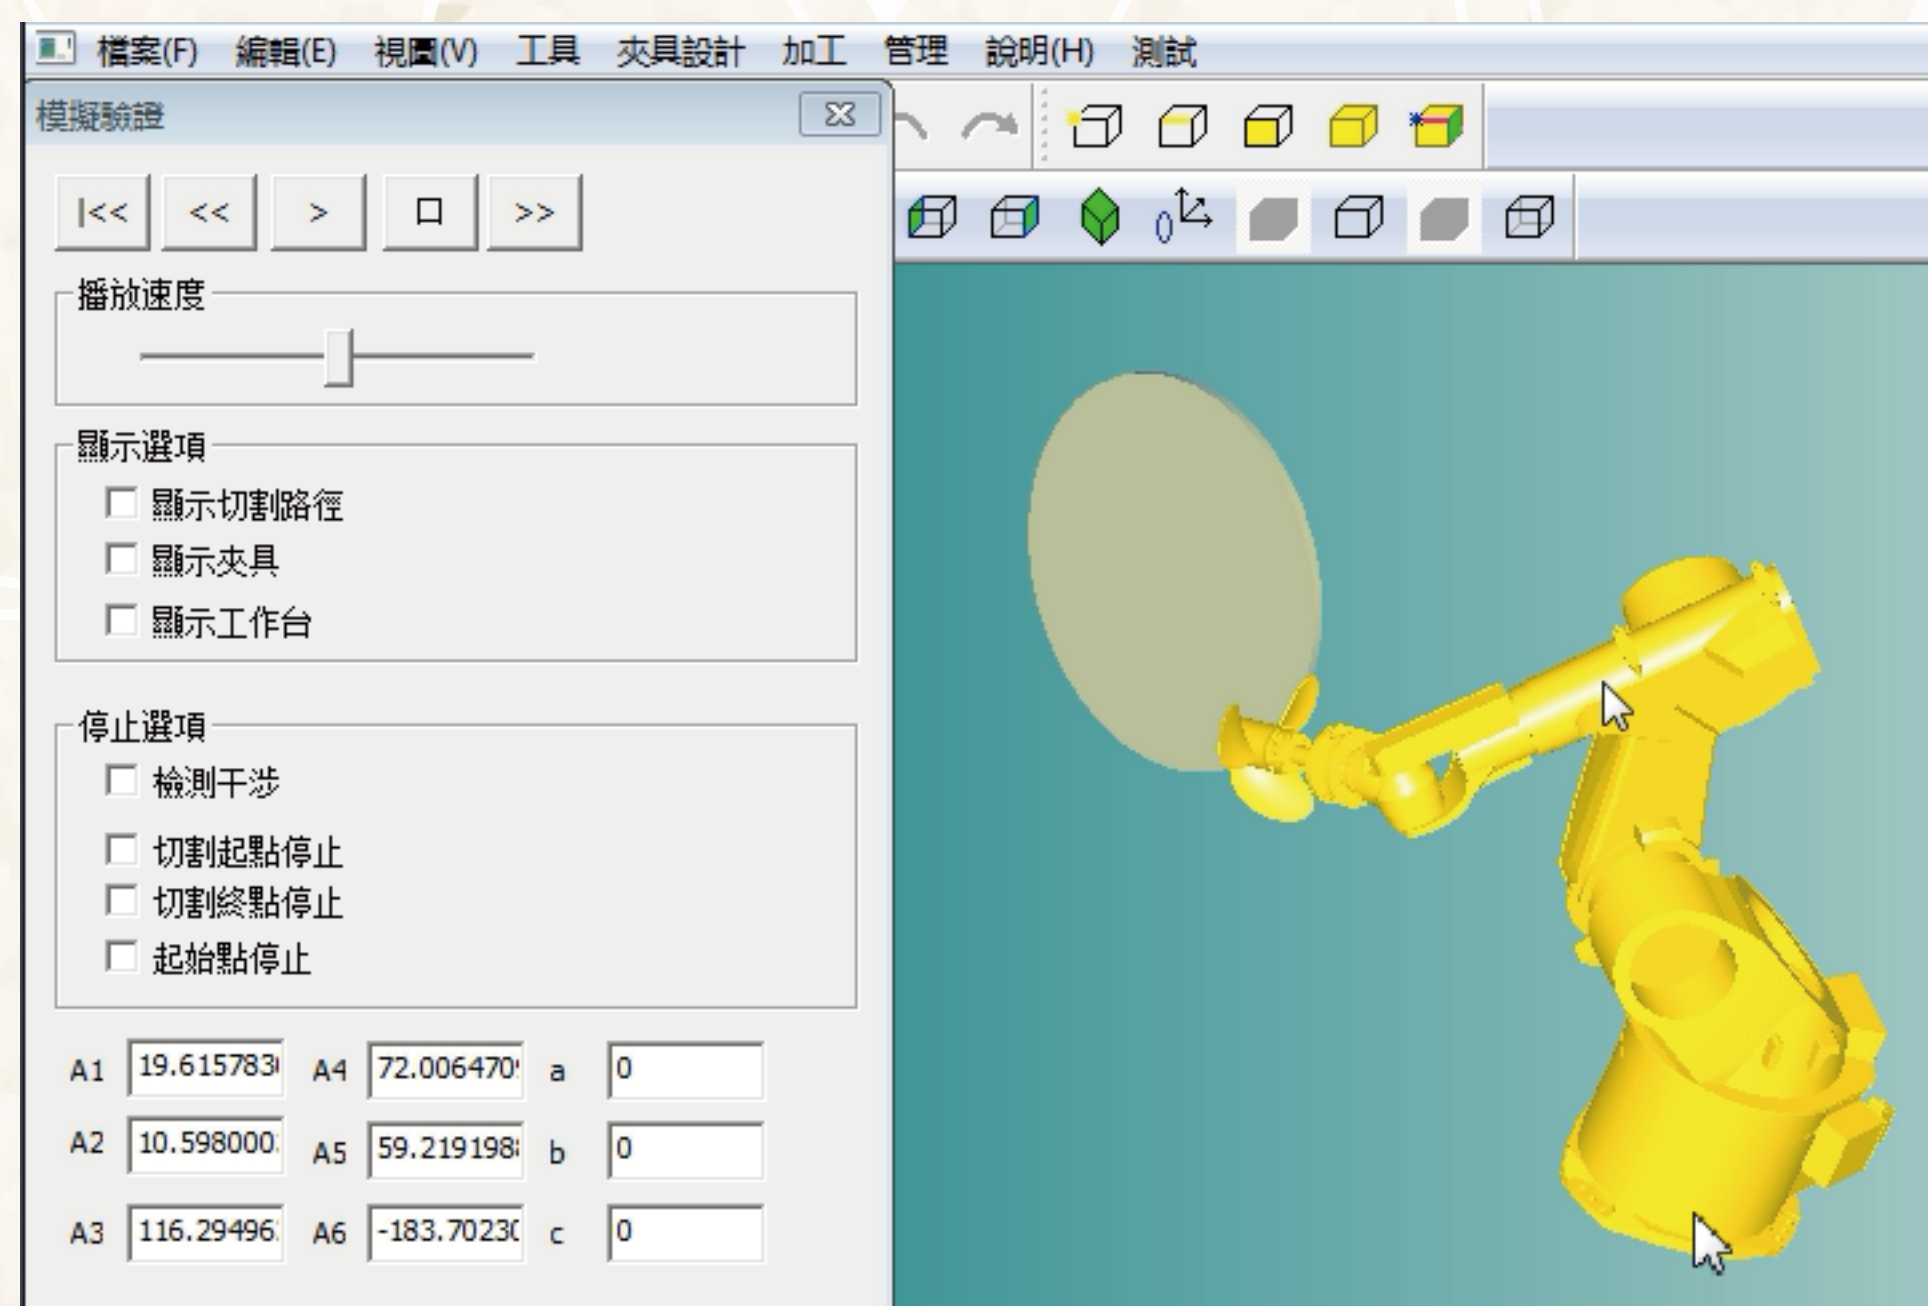 檔案(F) 編輯(E) 視圖(V) 工具 夾具設計 加工 管理 說明(H) 測試
模擬驗證
|<< << > 口 >>
播放速度
顯示選項
顯示切割路徑
顯示夾具
顯示工作台
停止選項
檢測干涉
切割起點停止
切割終點停止
起始點停止
A1 19.615783 A4 72.006470 a 0
A2 10.598000 A5 59.219198 b 0
A3 116.29496 A6 -183.7023 c 0
0